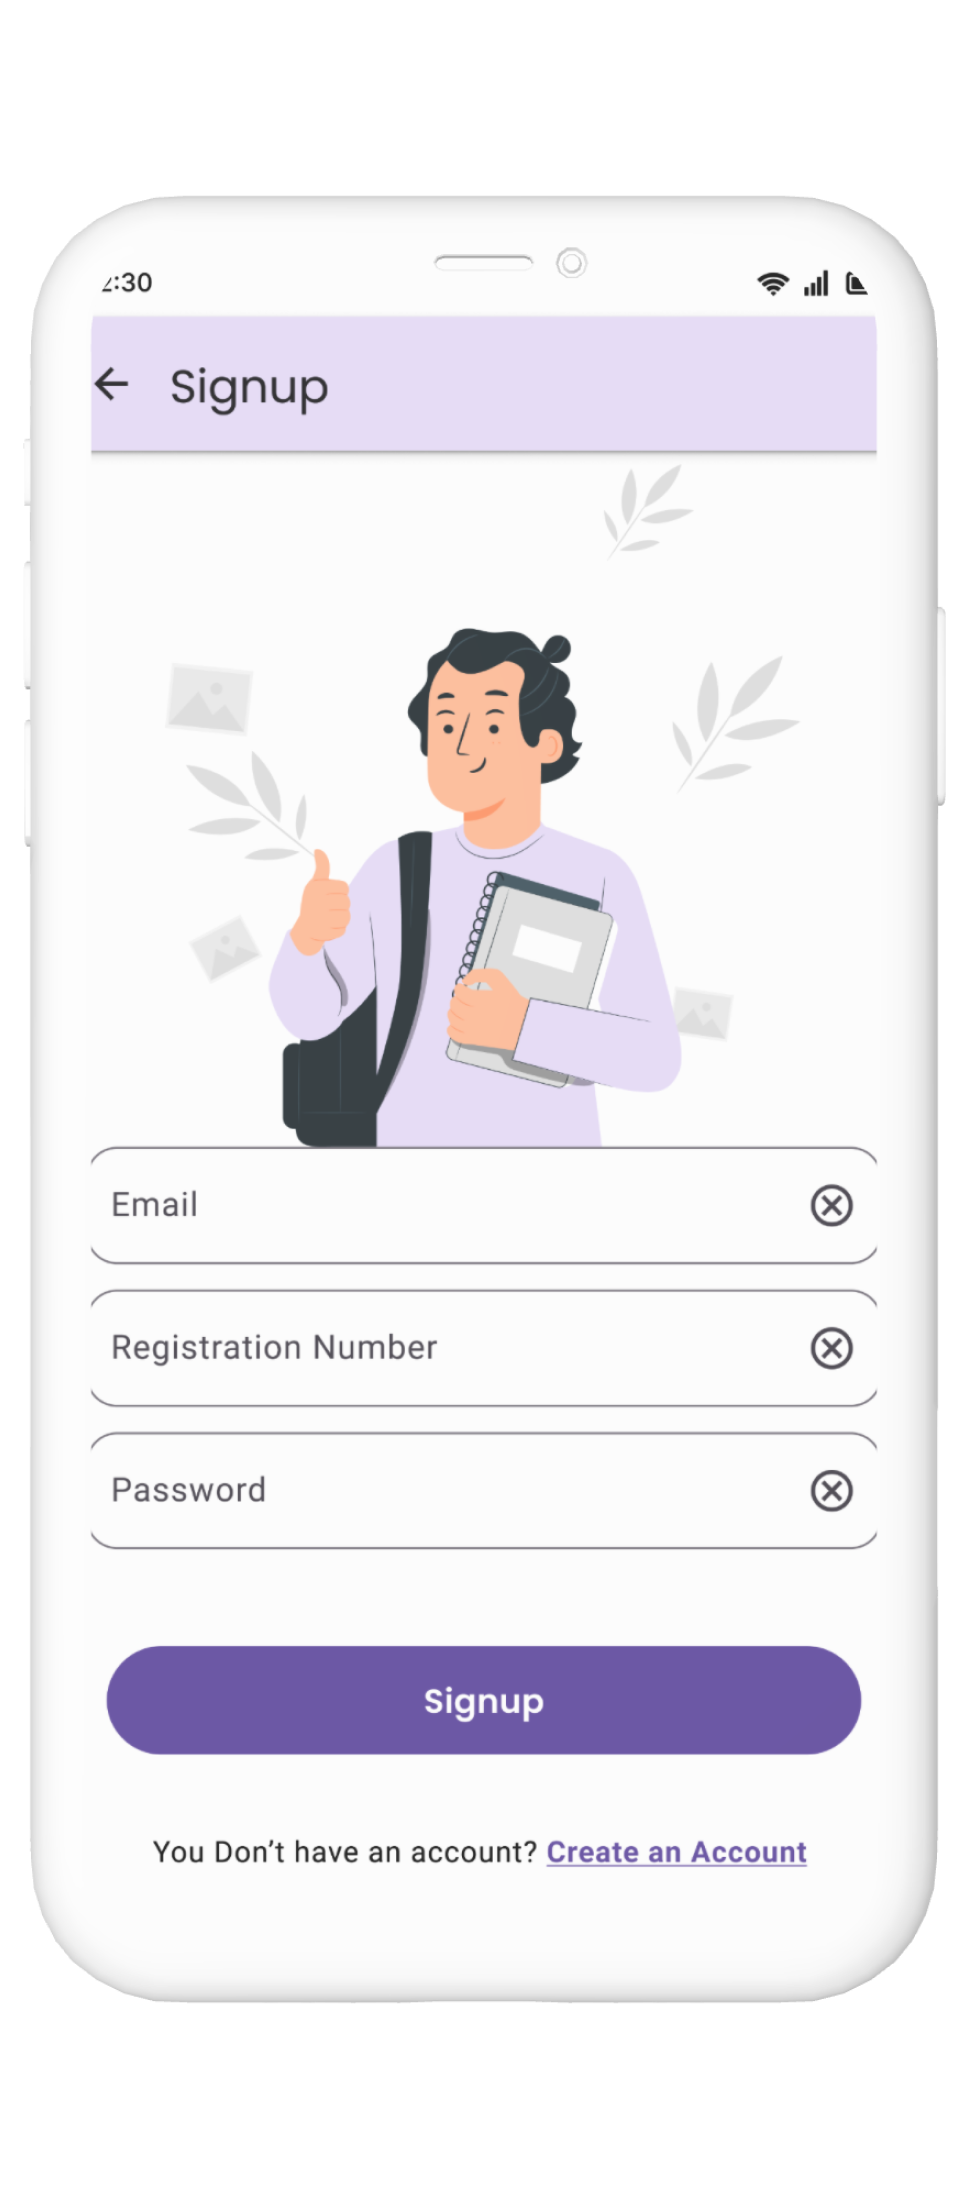 :30
Signup
Email
Registration Number
Password
Signup
You Don’t have an account? Create an Account